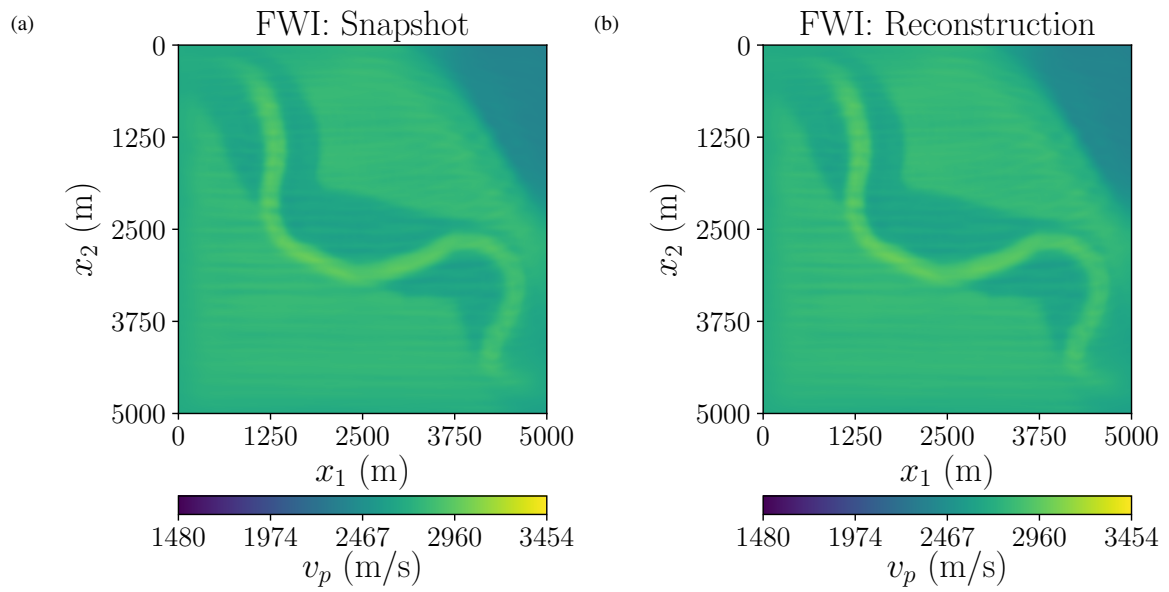 (a)
FWI: Snapshot
0
1250
2500
3750
5000
x₂ (m)
0 1250 2500 3750 5000
x₁ (m)
1480 1974 2467 2960 3454
vₚ (m/s)
(b)
FWI: Reconstruction
0
1250
2500
3750
5000
x₂ (m)
0 1250 2500 3750 5000
x₁ (m)
1480 1974 2467 2960 3454
vₚ (m/s)